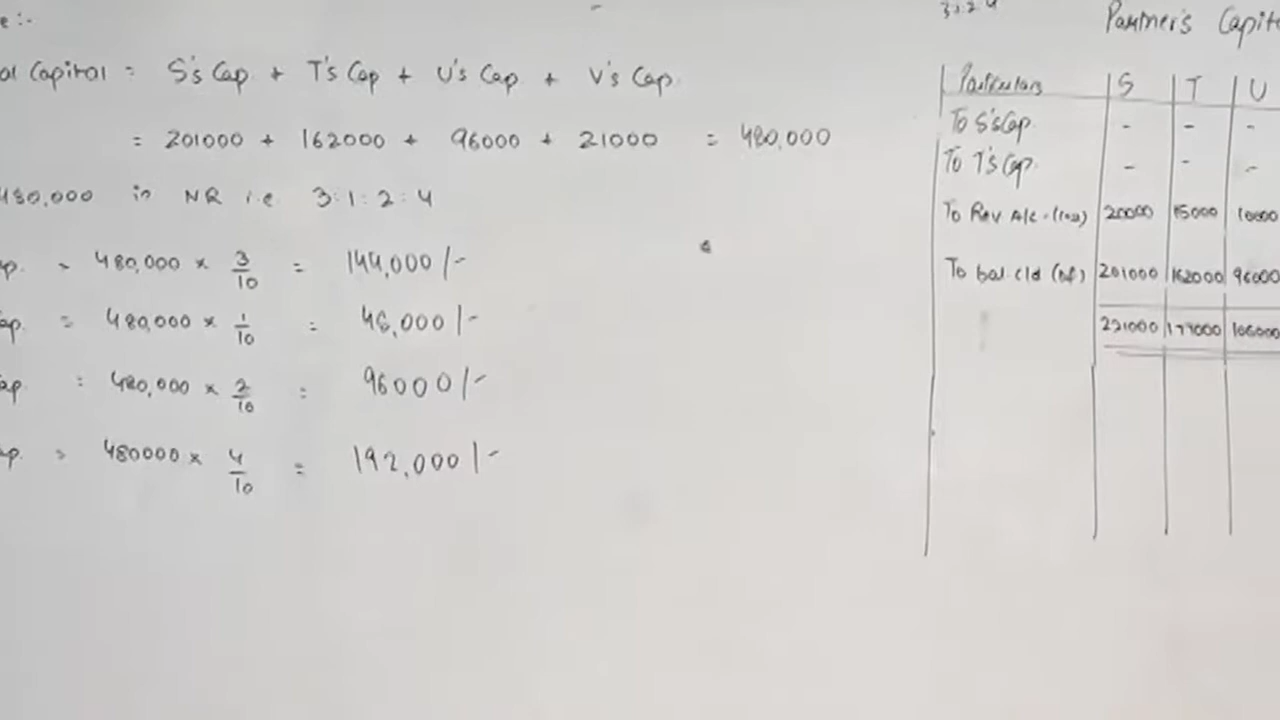 e :-
al Capital = S's Cap + T's Cap + U's Cap + V's Cap
= 201000 + 162000 + 96000 + 21000 = 480,000
480,000 in NR i.e 3:1:2:4
ap. = 480,000 × 3/10 = 144,000/-
ap. = 480,000 × 1/10 = 48,000/-
ap. = 480,000 × 2/10 = 96000/-
ap. = 480000 × 4/10 = 192,000/-
Partner's Capit
Particulars S T U
To S's Cap. - - -
To T's Cap. - - -
To Rev A/c. (loss) 20000 15000 10000
To bal. c/d (bf) 201000 162000 96000
221000 177000 106000